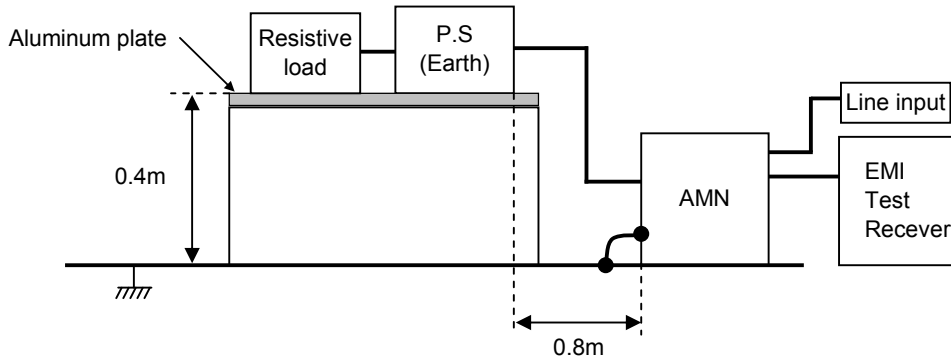 Aluminum plate
Resistive
load
P.S
(Earth)
Line input
0.4m
AMN
EMI
Test
Recever
0.8m